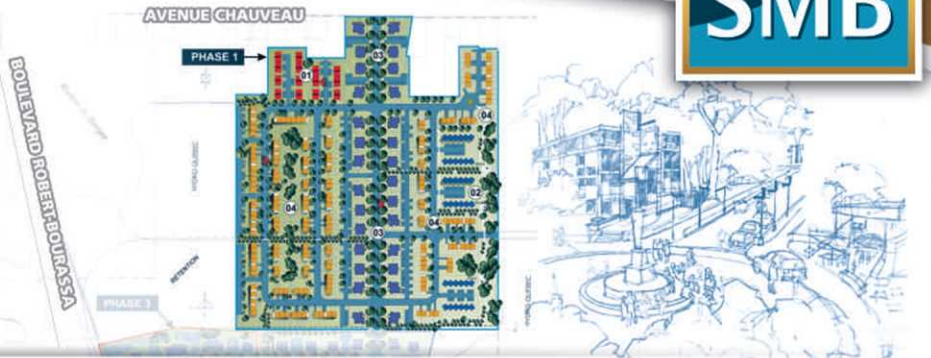 AVENUE CHAUVEAU
SMB
PHASE 1
03
01
BOULEVARD ROBERT-BOURASSA
04
HYDRO-QUÉBEC
02
04
04
03
RETENTION
HYDRO-QUÉBEC
PHASE 3